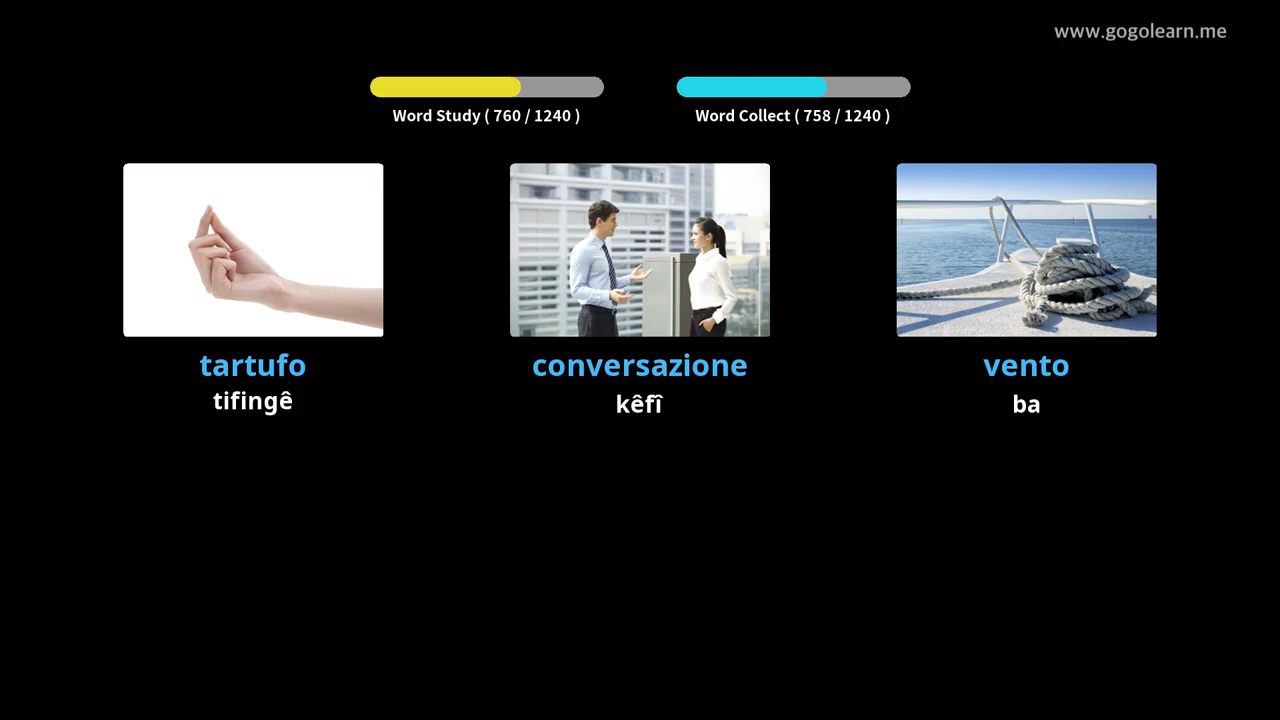 www.gogolearn.me
Word Study ( 760 / 1240 )
Word Collect ( 758 / 1240 )
tartufo
tifingê
conversazione
kêfî
vento
ba